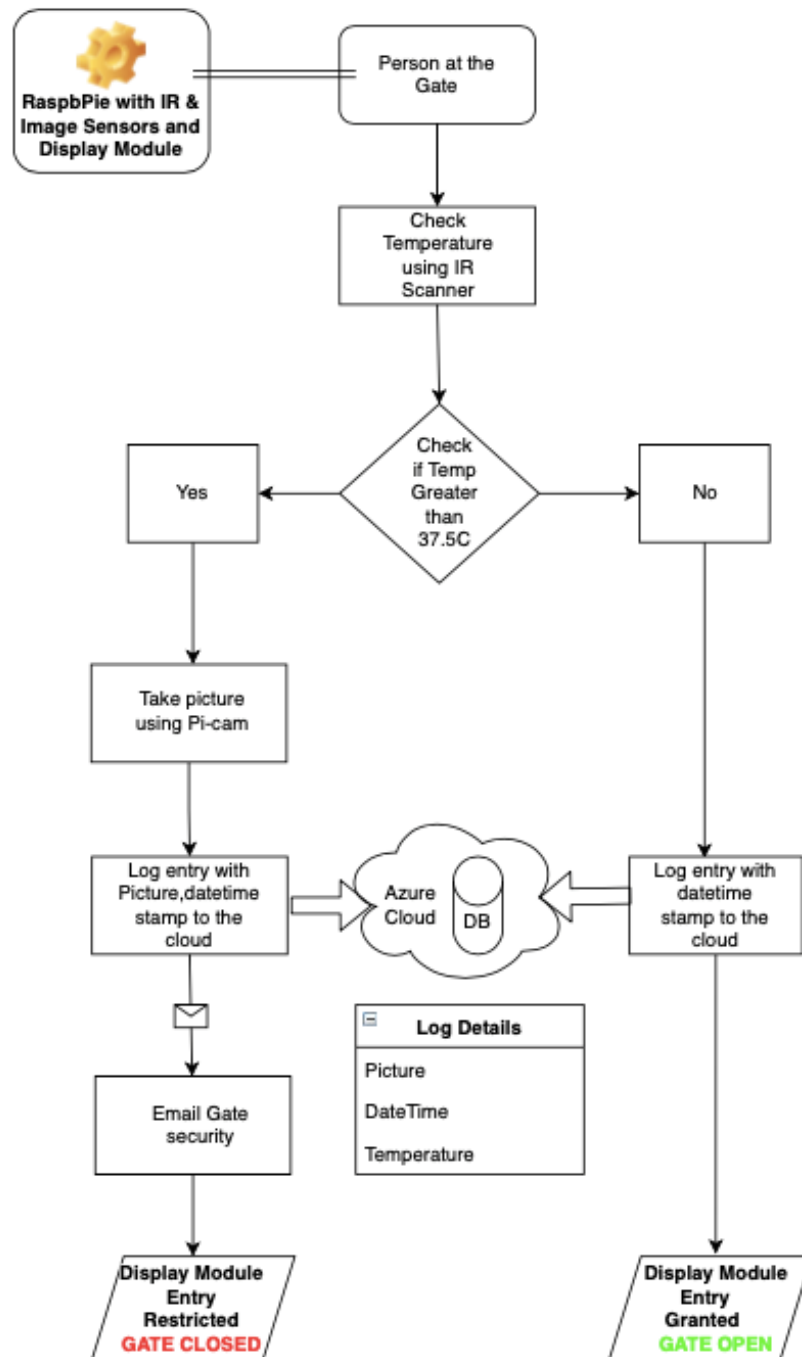 RaspbPie with IR &
Image Sensors and
Display Module
Person at the
Gate
Check
Temperature
using IR
Scanner
Check
if Temp
Greater
than
37.5C
Yes
No
Take picture
using Pi-cam
Log entry with
Picture,datetime
stamp to the
cloud
Azure
Cloud
DB
Log entry with
datetime
stamp to the
cloud
Log Details
Picture
DateTime
Temperature
Email Gate
security
Display Module
Entry
Restricted
GATE CLOSED
Display Module
Entry
Granted
GATE OPEN